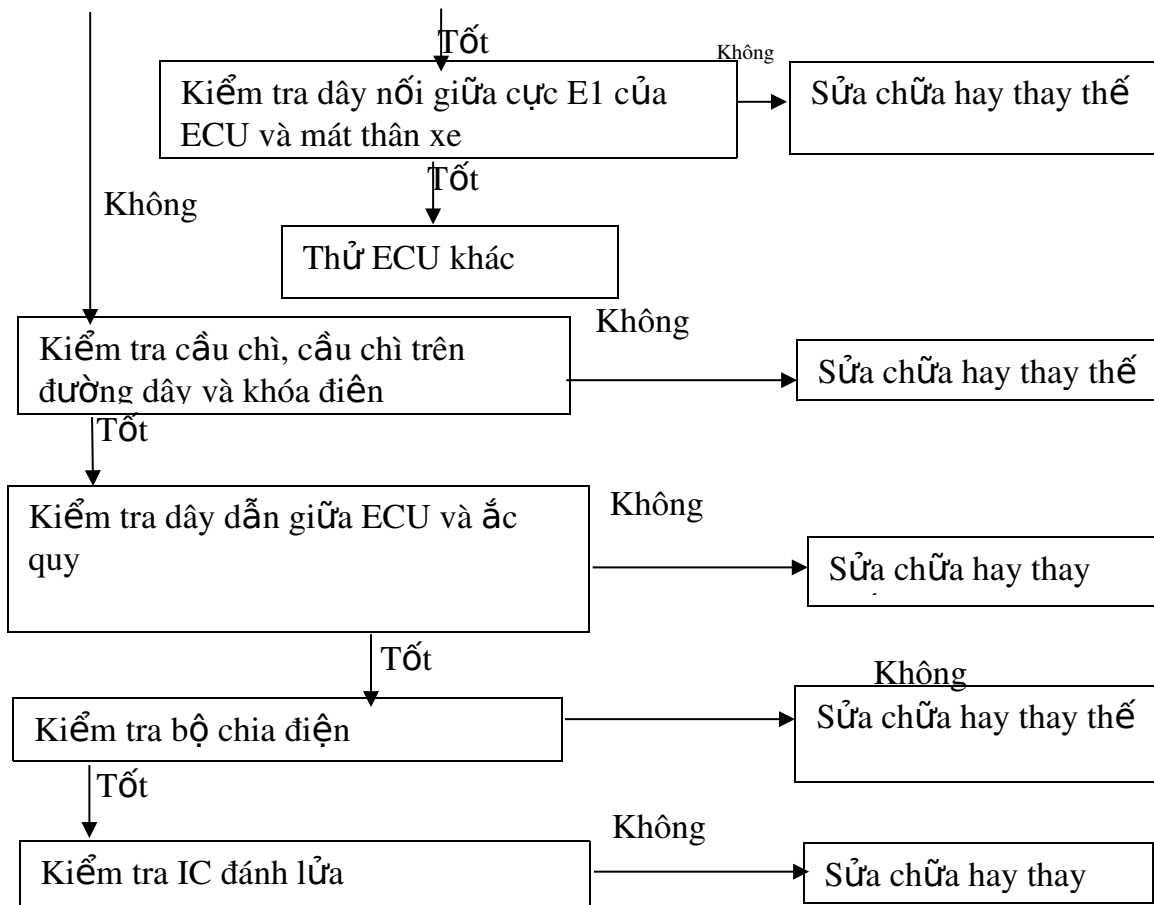 Tốt
Không
Kiểm tra dây nối giữa cực E1 của
ECU và mát thân xe
Sửa chữa hay thay thế
Tốt
Không
Thử ECU khác
Không
Kiểm tra cầu chì, cầu chì trên
đường dây và khóa điện
Sửa chữa hay thay thế
Tốt
Không
Kiểm tra dây dẫn giữa ECU và ắc
quy
Sửa chữa hay thay
Tốt
Không
Kiểm tra bộ chia điện
Sửa chữa hay thay thế
Tốt
Không
Kiểm tra IC đánh lửa
Sửa chữa hay thay